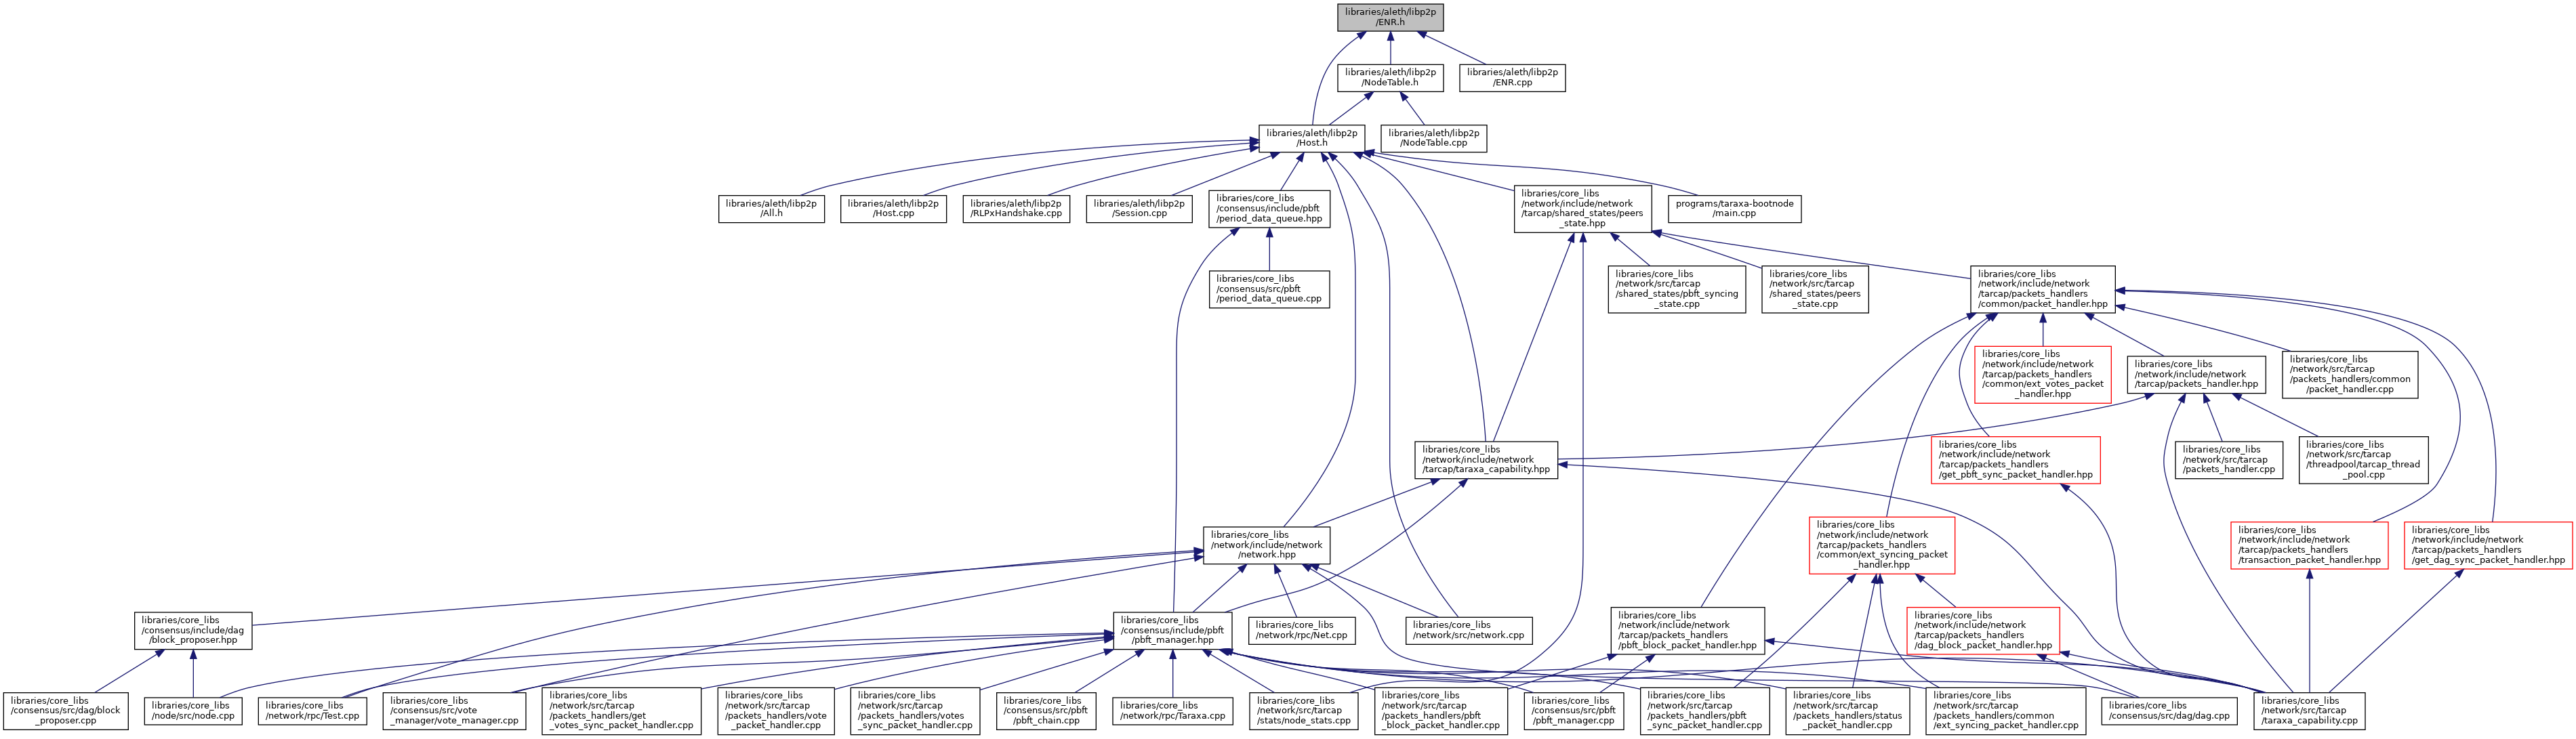 libraries/aleth/libp2p
/ENR.h
libraries/aleth/libp2p
/NodeTable.h
libraries/aleth/libp2p
/ENR.cpp
libraries/aleth/libp2p
/Host.h
libraries/aleth/libp2p
/NodeTable.cpp
libraries/aleth/libp2p
/All.h
libraries/aleth/libp2p
/Host.cpp
libraries/aleth/libp2p
/RLPxHandshake.cpp
libraries/aleth/libp2p
/Session.cpp
libraries/core_libs
/consensus/include/pbft
/period_data_queue.hpp
libraries/core_libs
/network/include/network
/tarcap/shared_states/peers
_state.hpp
programs/taraxa-bootnode
/main.cpp
libraries/core_libs
/consensus/src/pbft
/period_data_queue.cpp
libraries/core_libs
/network/src/tarcap
/shared_states/pbft_syncing
_state.cpp
libraries/core_libs
/network/src/tarcap
/shared_states/peers
_state.cpp
libraries/core_libs
/network/include/network
/tarcap/packets_handlers
/common/packet_handler.hpp
libraries/core_libs
/network/include/network
/tarcap/packets_handlers
/common/ext_votes_packet
_handler.hpp
libraries/core_libs
/network/include/network
/tarcap/packets_handler.hpp
libraries/core_libs
/network/src/tarcap
/packets_handlers/common
/packet_handler.cpp
libraries/core_libs
/network/include/network
/tarcap/taraxa_capability.hpp
libraries/core_libs
/network/include/network
/tarcap/packets_handlers
/get_pbft_sync_packet_handler.hpp
libraries/core_libs
/network/src/tarcap
/packets_handler.cpp
libraries/core_libs
/network/src/tarcap
/threadpool/tarcap_thread
_pool.cpp
libraries/core_libs
/network/include/network
/network.hpp
libraries/core_libs
/network/include/network
/tarcap/packets_handlers
/common/ext_syncing_packet
_handler.hpp
libraries/core_libs
/network/include/network
/tarcap/packets_handlers
/transaction_packet_handler.hpp
libraries/core_libs
/network/include/network
/tarcap/packets_handlers
/get_dag_sync_packet_handler.hpp
libraries/core_libs
/consensus/include/dag
/block_proposer.hpp
libraries/core_libs
/consensus/include/pbft
/pbft_manager.hpp
libraries/core_libs
/network/rpc/Net.cpp
libraries/core_libs
/network/src/network.cpp
libraries/core_libs
/network/include/network
/tarcap/packets_handlers
/pbft_block_packet_handler.hpp
libraries/core_libs
/network/include/network
/tarcap/packets_handlers
/dag_block_packet_handler.hpp
libraries/core_libs
/consensus/src/dag/block
_proposer.cpp
libraries/core_libs
/node/src/node.cpp
libraries/core_libs
/network/rpc/Test.cpp
libraries/core_libs
/consensus/src/vote
_manager/vote_manager.cpp
libraries/core_libs
/network/src/tarcap
/packets_handlers/get
_votes_sync_packet_handler.cpp
libraries/core_libs
/network/src/tarcap
/packets_handlers/vote
_packet_handler.cpp
libraries/core_libs
/network/src/tarcap
/packets_handlers/votes
_sync_packet_handler.cpp
libraries/core_libs
/consensus/src/pbft
/pbft_chain.cpp
libraries/core_libs
/network/rpc/Taraxa.cpp
libraries/core_libs
/network/src/tarcap
/stats/node_stats.cpp
libraries/core_libs
/network/src/tarcap
/packets_handlers/pbft
_block_packet_handler.cpp
libraries/core_libs
/consensus/src/pbft
/pbft_manager.cpp
libraries/core_libs
/network/src/tarcap
/packets_handlers/pbft
_sync_packet_handler.cpp
libraries/core_libs
/network/src/tarcap
/packets_handlers/status
_packet_handler.cpp
libraries/core_libs
/network/src/tarcap
/packets_handlers/common
/ext_syncing_packet_handler.cpp
libraries/core_libs
/consensus/src/dag/dag.cpp
libraries/core_libs
/network/src/tarcap
/taraxa_capability.cpp